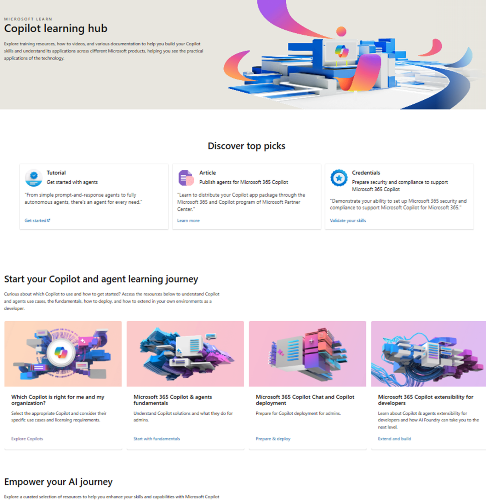 MICROSOFT LEARN
Copilot learning hub
Explore training resources, how to videos, and various documentation to help you build your Copilot
skills and understand its applications across different Microsoft products, helping you see the practical
applications of the technology.
Discover top picks
Tutorial
Get started with agents
"From simple prompt-and-response agents to fully
autonomous agents, there's an agent for every need."
Get started
Article
Publish agents for Microsoft 365 Copilot
"Learn to distribute your Copilot app package through the
Microsoft 365 and Copilot program of Microsoft Partner
Center."
Learn more
Credentials
Prepare security and compliance to support
Microsoft 365 Copilot
"Demonstrate your ability to set up Microsoft 365 security and
compliance to support Microsoft Copilot for Microsoft 365."
Validate your skills
Start your Copilot and agent learning journey
Curious about which Copilot to use and how to get started? Access the resources below to understand Copilot
and agents use cases, the fundamentals, how to deploy, and how to extend in your own environments as a
developer.
Which Copilot is right for me and my
organization?
Select the appropriate Copilot and consider their
specific use cases and licensing requirements.
Explore Copilots
Microsoft 365 Copilot & agents
fundamentals
Understand Copilot solutions and what they do for
admins.
Start with fundamentals
Microsoft 365 Copilot Chat and Copilot
deployment
Prepare for Copilot deployment for admins.
Prepare & deploy
Microsoft 365 Copilot extensibility for
developers
Learn about Copilot & agents extensibility for
developers and how AI Foundry can take you to the
next level.
Extend and build
Empower your AI journey
Explore a curated selection of resources to help you enhance your skills and capabilities with Microsoft Copilot